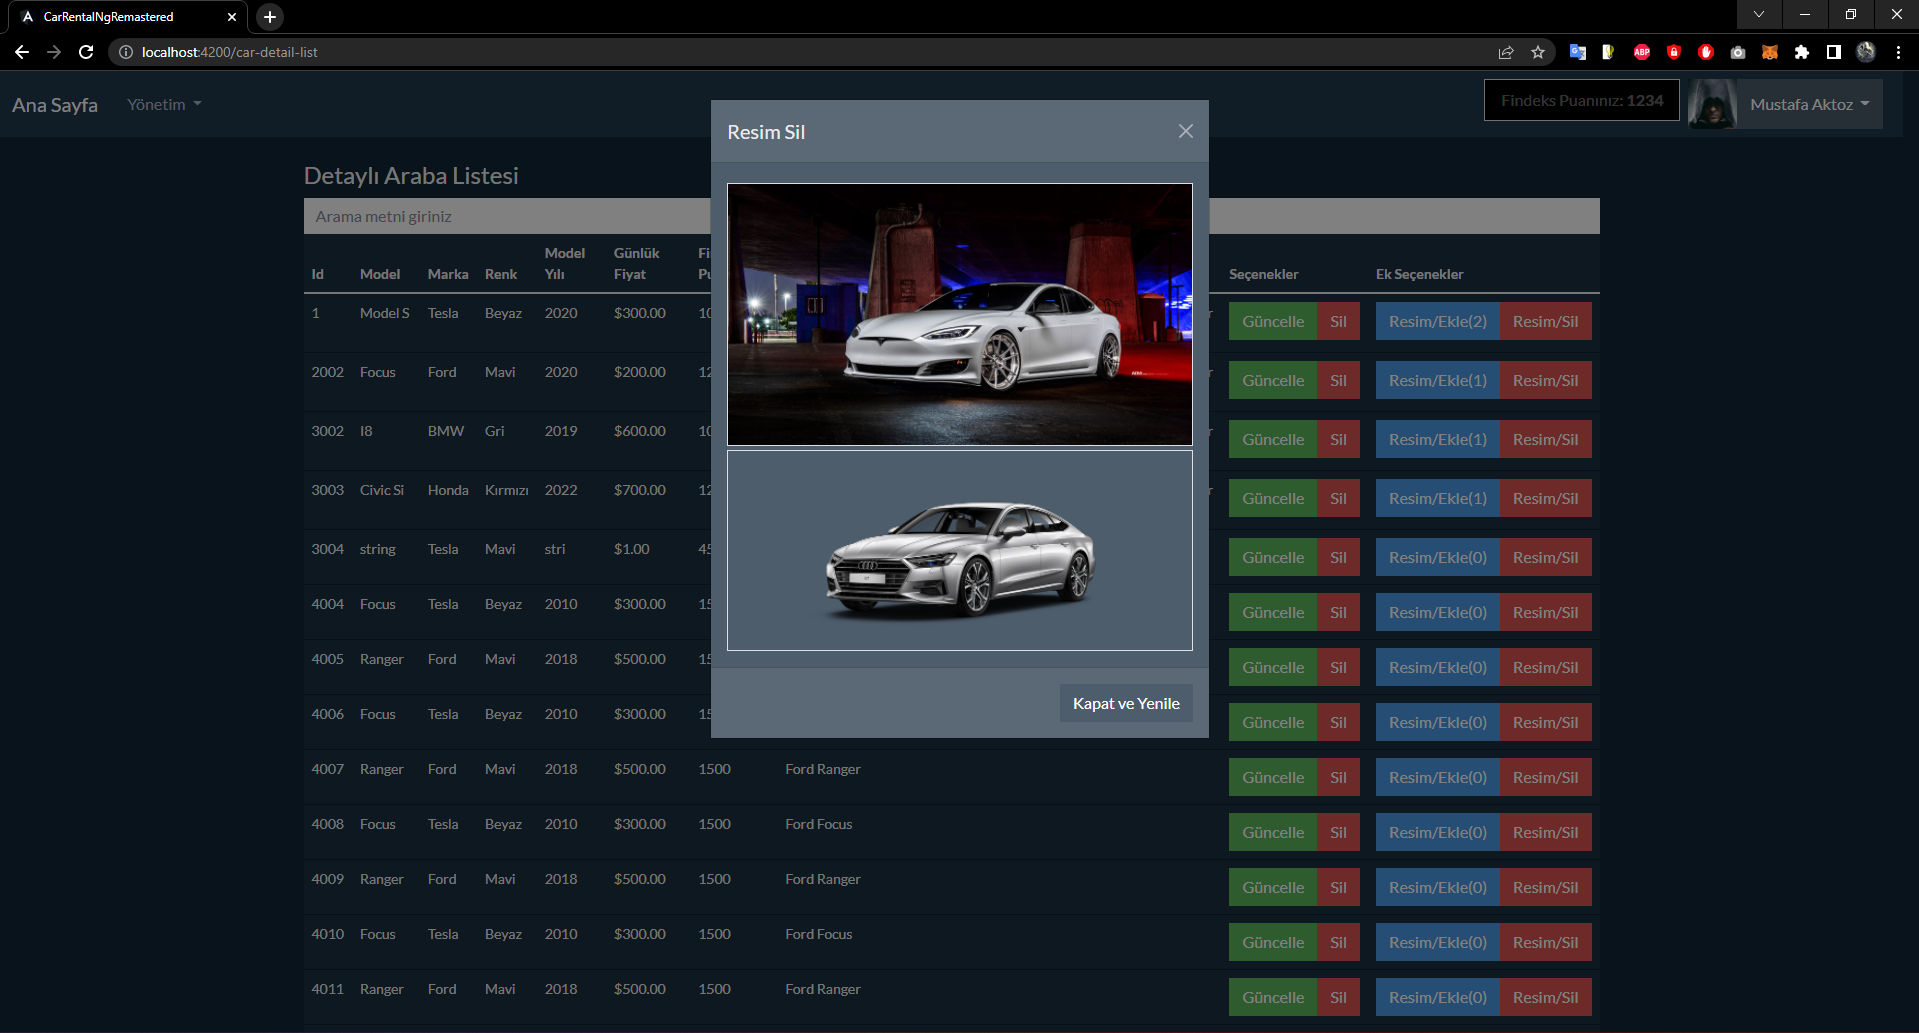 CarRentalNgRemastered
localhost:4200/car-detail-list
ABP
Ana Sayfa
Yönetim
Findeks Puanınız: 1234
Mustafa Aktoz
Resim Sil
Detaylı Araba Listesi
Arama metni giriniz
Id Model Marka Renk Model Yılı Günlük Fiyat Seçenekler Ek Seçenekler
1 Model S Tesla Beyaz 2020 $300.00 Güncelle Sil Resim/Ekle(2) Resim/Sil
2002 Focus Ford Mavi 2020 $200.00 Güncelle Sil Resim/Ekle(1) Resim/Sil
3002 I8 BMW Gri 2019 $600.00 Güncelle Sil Resim/Ekle(1) Resim/Sil
3003 Civic Si Honda Kırmızı 2022 $700.00 Güncelle Sil Resim/Ekle(1) Resim/Sil
3004 string Tesla Mavi stri $1.00 Güncelle Sil Resim/Ekle(0) Resim/Sil
4004 Focus Tesla Beyaz 2010 $300.00 Güncelle Sil Resim/Ekle(0) Resim/Sil
4005 Ranger Ford Mavi 2018 $500.00 Güncelle Sil Resim/Ekle(0) Resim/Sil
4006 Focus Tesla Beyaz 2010 $300.00 Güncelle Sil Resim/Ekle(0) Resim/Sil
Kapat ve Yenile
4007 Ranger Ford Mavi 2018 $500.00 1500 Ford Ranger Güncelle Sil Resim/Ekle(0) Resim/Sil
4008 Focus Tesla Beyaz 2010 $300.00 1500 Ford Focus Güncelle Sil Resim/Ekle(0) Resim/Sil
4009 Ranger Ford Mavi 2018 $500.00 1500 Ford Ranger Güncelle Sil Resim/Ekle(0) Resim/Sil
4010 Focus Tesla Beyaz 2010 $300.00 1500 Ford Focus Güncelle Sil Resim/Ekle(0) Resim/Sil
4011 Ranger Ford Mavi 2018 $500.00 1500 Ford Ranger Güncelle Sil Resim/Ekle(0) Resim/Sil